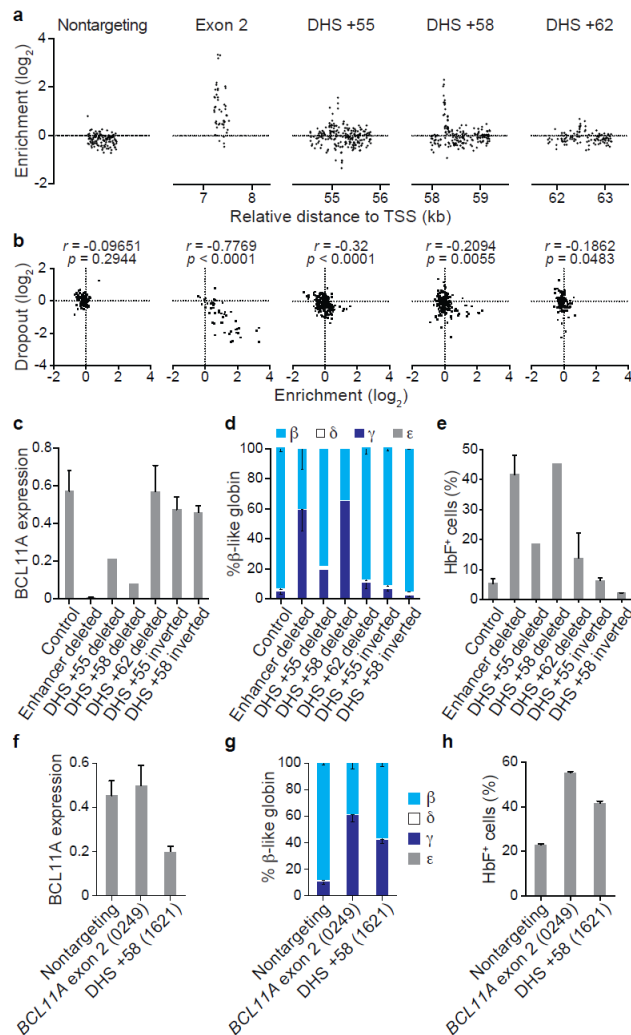 a
Nontargeting Exon 2 DHS +55 DHS +58 DHS +62
Enrichment (log2)
4
2
0
-2
7 8 55 56 58 59 62 63
Relative distance to TSS (kb)
b
r = -0.09651 r = -0.7769 r = -0.32 r = -0.2094 r = -0.1862
p = 0.2944 p < 0.0001 p < 0.0001 p = 0.0055 p = 0.0483
Dropout (log2)
2
0
-2
-4
-2 0 2 4 -2 0 2 4 -2 0 2 4 -2 0 2 4 -2 0 2 4
Enrichment (log2)
c
BCL11A expression
0.8
0.6
0.4
0.2
0
Control
Enhancer deleted
DHS +55 deleted
DHS +58 deleted
DHS +62 deleted
DHS +55 inverted
DHS +58 inverted
d
β δ γ ε
%β-like globin
100
80
60
40
20
0
Control
Enhancer deleted
DHS +55 deleted
DHS +58 deleted
DHS +62 deleted
DHS +55 inverted
DHS +58 inverted
e
HbF+ cells (%)
50
40
30
20
10
0
Control
Enhancer deleted
DHS +55 deleted
DHS +58 deleted
DHS +62 deleted
DHS +55 inverted
DHS +58 inverted
f
BCL11A expression
0.6
0.4
0.2
0
Nontargeting
BCL11A exon 2 (0249)
DHS +58 (1621)
g
% β-like globin
100
80
60
40
20
0
β
δ
γ
ε
Nontargeting
BCL11A exon 2 (0249)
DHS +58 (1621)
h
HbF+ cells (%)
60
40
20
0
Nontargeting
BCL11A exon 2 (0249)
DHS +58 (1621)